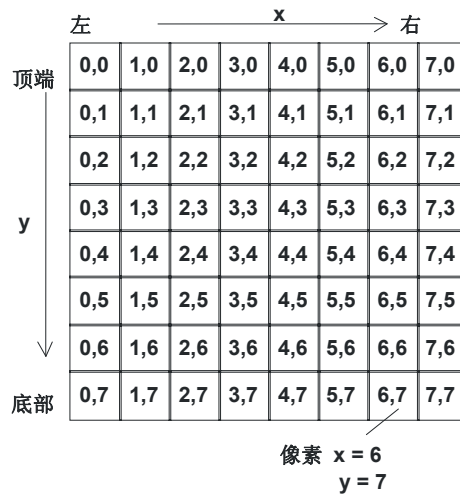 左 x 右
顶端 0,0 1,0 2,0 3,0 4,0 5,0 6,0 7,0
0,1 1,1 2,1 3,1 4,1 5,1 6,1 7,1
0,2 1,2 2,2 3,2 4,2 5,2 6,2 7,2
y 0,3 1,3 2,3 3,3 4,3 5,3 6,3 7,3
0,4 1,4 2,4 3,4 4,4 5,4 6,4 7,4
0,5 1,5 2,5 3,5 4,5 5,5 6,5 7,5
0,6 1,6 2,6 3,6 4,6 5,6 6,6 7,6
底部 0,7 1,7 2,7 3,7 4,7 5,7 6,7 7,7
像素 x = 6
y = 7